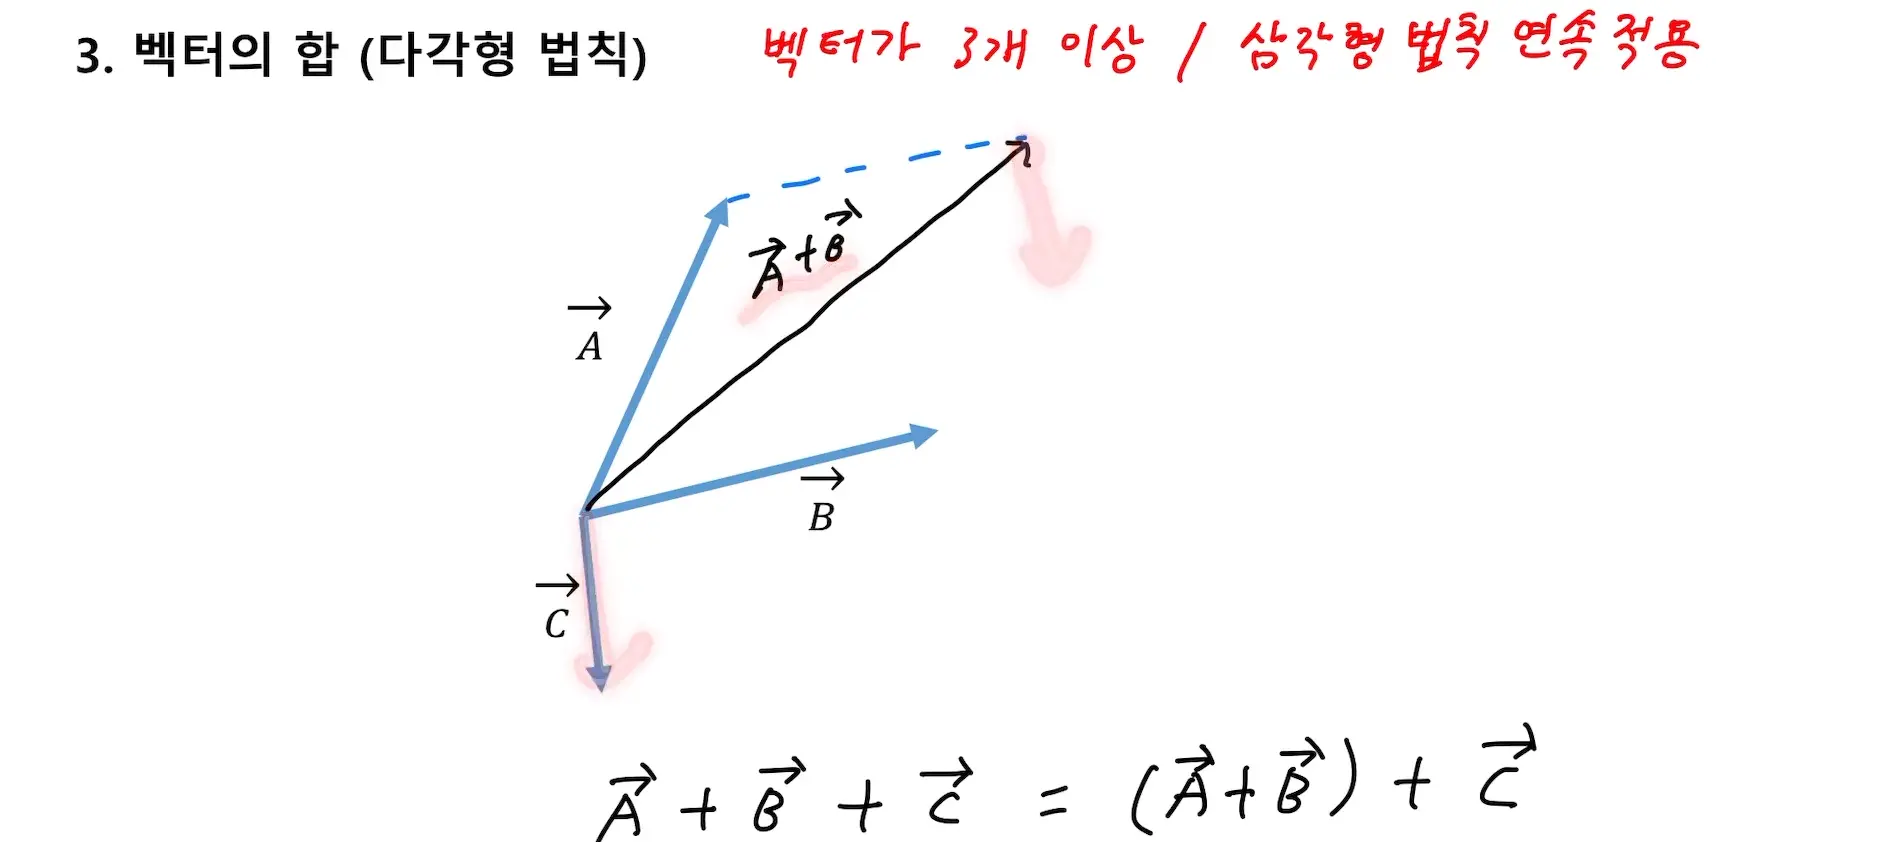 3. 벡터의 합 (다각형 법칙) 벡터가 3개 이상 / 삼각형 법칙 연속 적용
$\vec{A}+\vec{B}$
$\vec{A}$
$\vec{B}$
$\vec{C}$
$\vec{A} + \vec{B} + \vec{C} = (\vec{A}+\vec{B}) + \vec{C}$